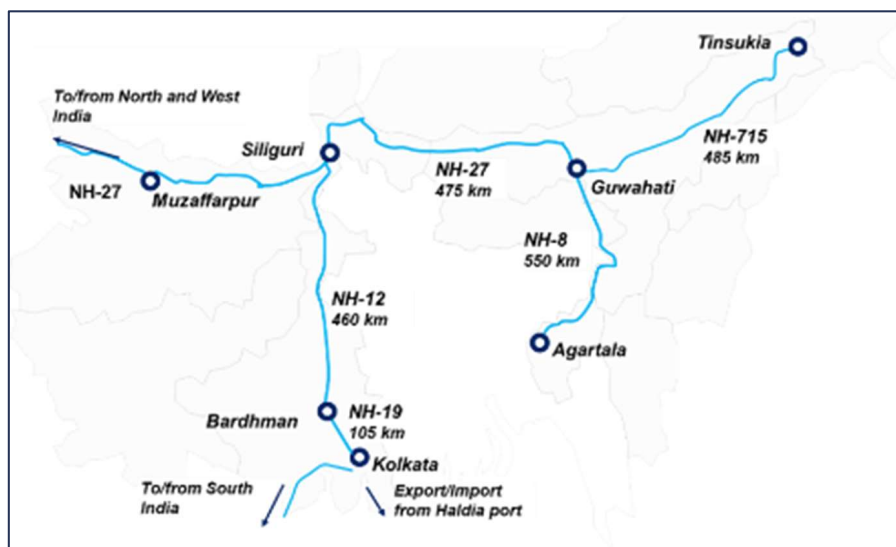 Tinsukia
To/from North and West
India
NH-715
485 km
Siliguri
NH-27
475 km
Guwahati
NH-27
Muzaffarpur
NH-8
550 km
NH-12
460 km
Agartala
Bardhman
NH-19
105 km
Kolkata
To/from South
India
Export/Import
from Haldia port